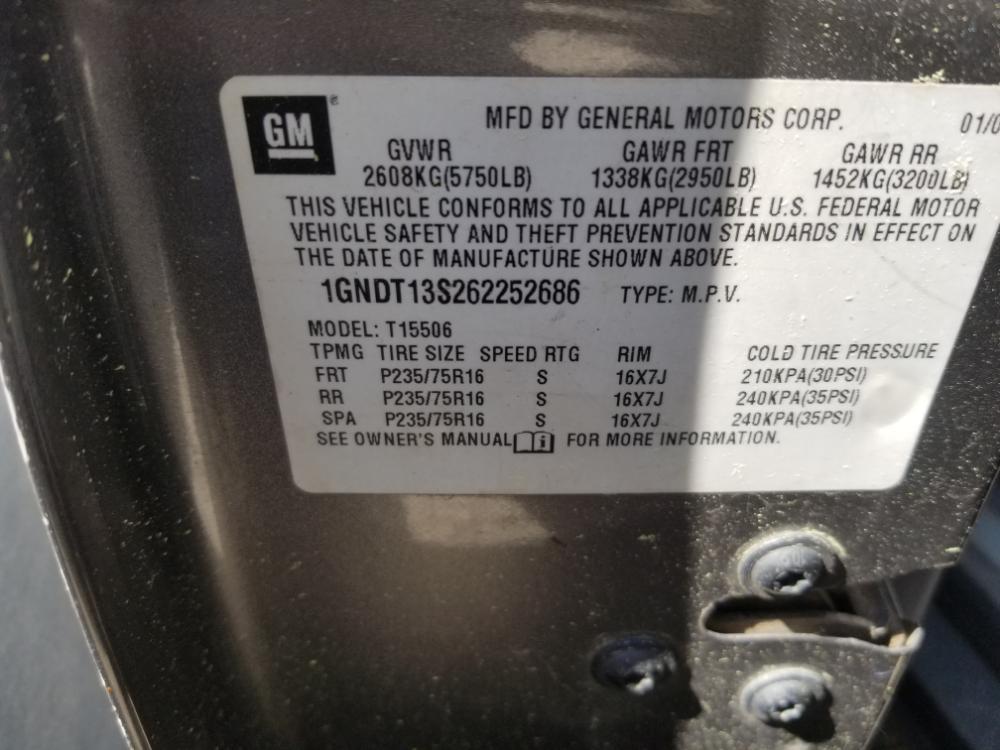 GM®
MFD BY GENERAL MOTORS CORP. 01/0
GVWR GAWR FRT GAWR RR
2608KG(5750LB) 1338KG(2950LB) 1452KG(3200LB)
THIS VEHICLE CONFORMS TO ALL APPLICABLE U.S. FEDERAL MOTOR
VEHICLE SAFETY AND THEFT PREVENTION STANDARDS IN EFFECT ON
THE DATE OF MANUFACTURE SHOWN ABOVE.
1GNDT13S262252686 TYPE: M.P.V.
MODEL: T15506
TPMG TIRE SIZE SPEED RTG RIM COLD TIRE PRESSURE
FRT P235/75R16 S 16X7J 210KPA(30PSI)
RR P235/75R16 S 16X7J 240KPA(35PSI)
SPA P235/75R16 S 16X7J 240KPA(35PSI)
SEE OWNER'S MANUAL FOR MORE INFORMATION.